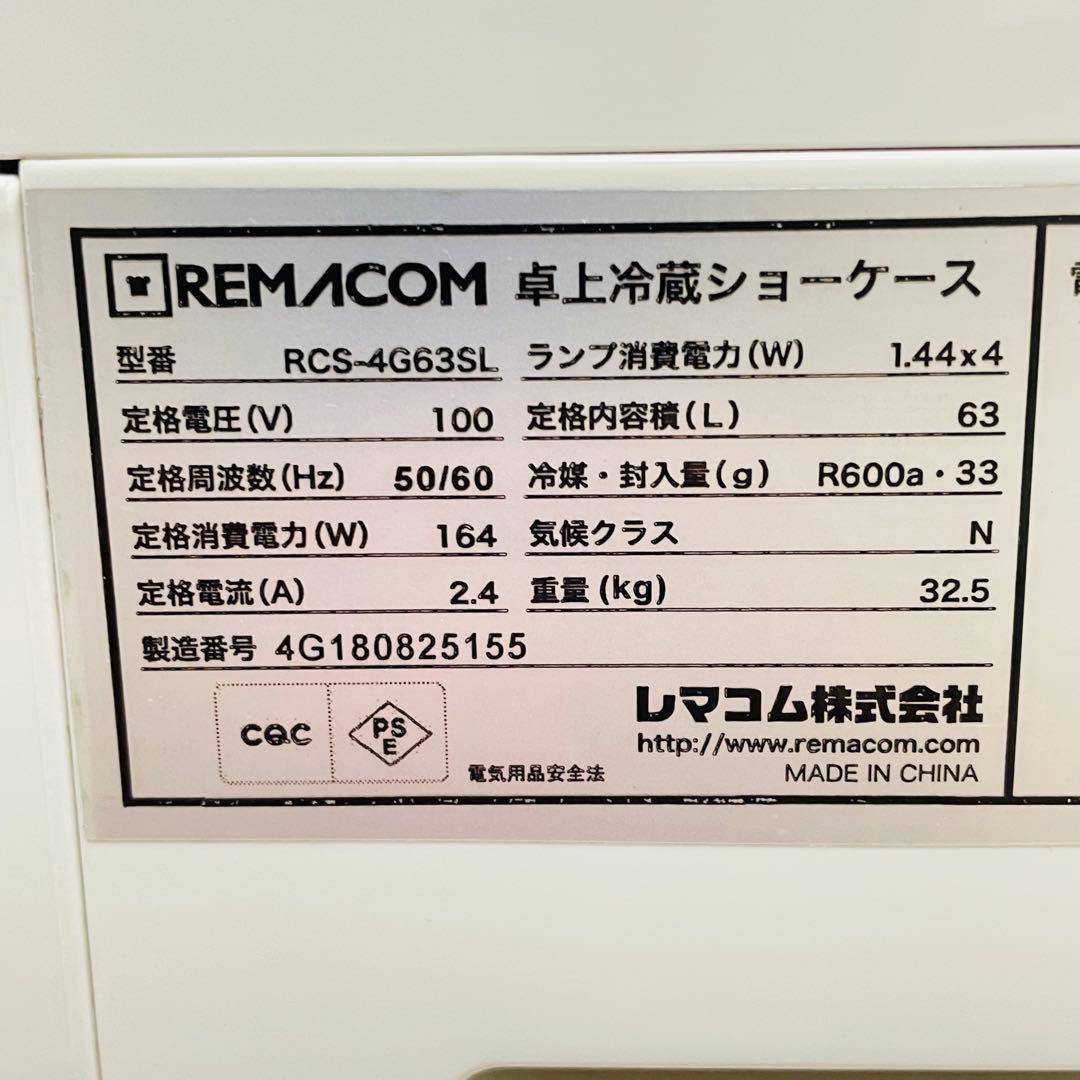 REMACOM 卓上冷蔵ショーケース
型番 RCS-4G63SL
ランプ消費電力(W) 1.44x4
定格電圧(V) 100
定格内容積(L) 63
定格周波数(Hz) 50/60
冷媒・封入量(g) R600a・33
定格消費電力(W) 164
気候クラス N
定格電流(A) 2.4
重量(kg) 32.5
製造番号 4G180825155
CQC
PSE
電気用品安全法
レマコム株式会社
http://www.remacom.com
MADE IN CHINA